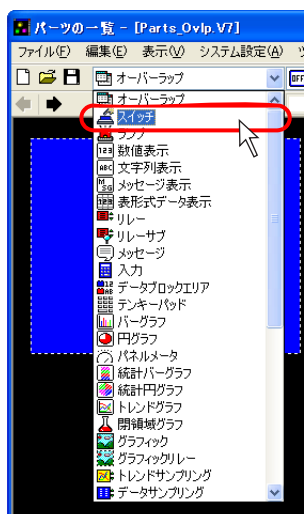 パーツの一覧 - [Parts_Ovlp.V7]
ファイル(F) 編集(E) 表示(V) システム設定(A) ツ
オーバーラップ OFF
オーバーラップ
スイッチ
ランプ
数値表示
文字列表示
メッセージ表示
表形式データ表示
リレー
リレーサブ
メッセージ
入力
データブロックエリア
テンキーパッド
バーグラフ
円グラフ
パネルメータ
統計バーグラフ
統計円グラフ
トレンドグラフ
閉領域グラフ
グラフィック
グラフィックリレー
トレンドサンプリング
データサンプリング